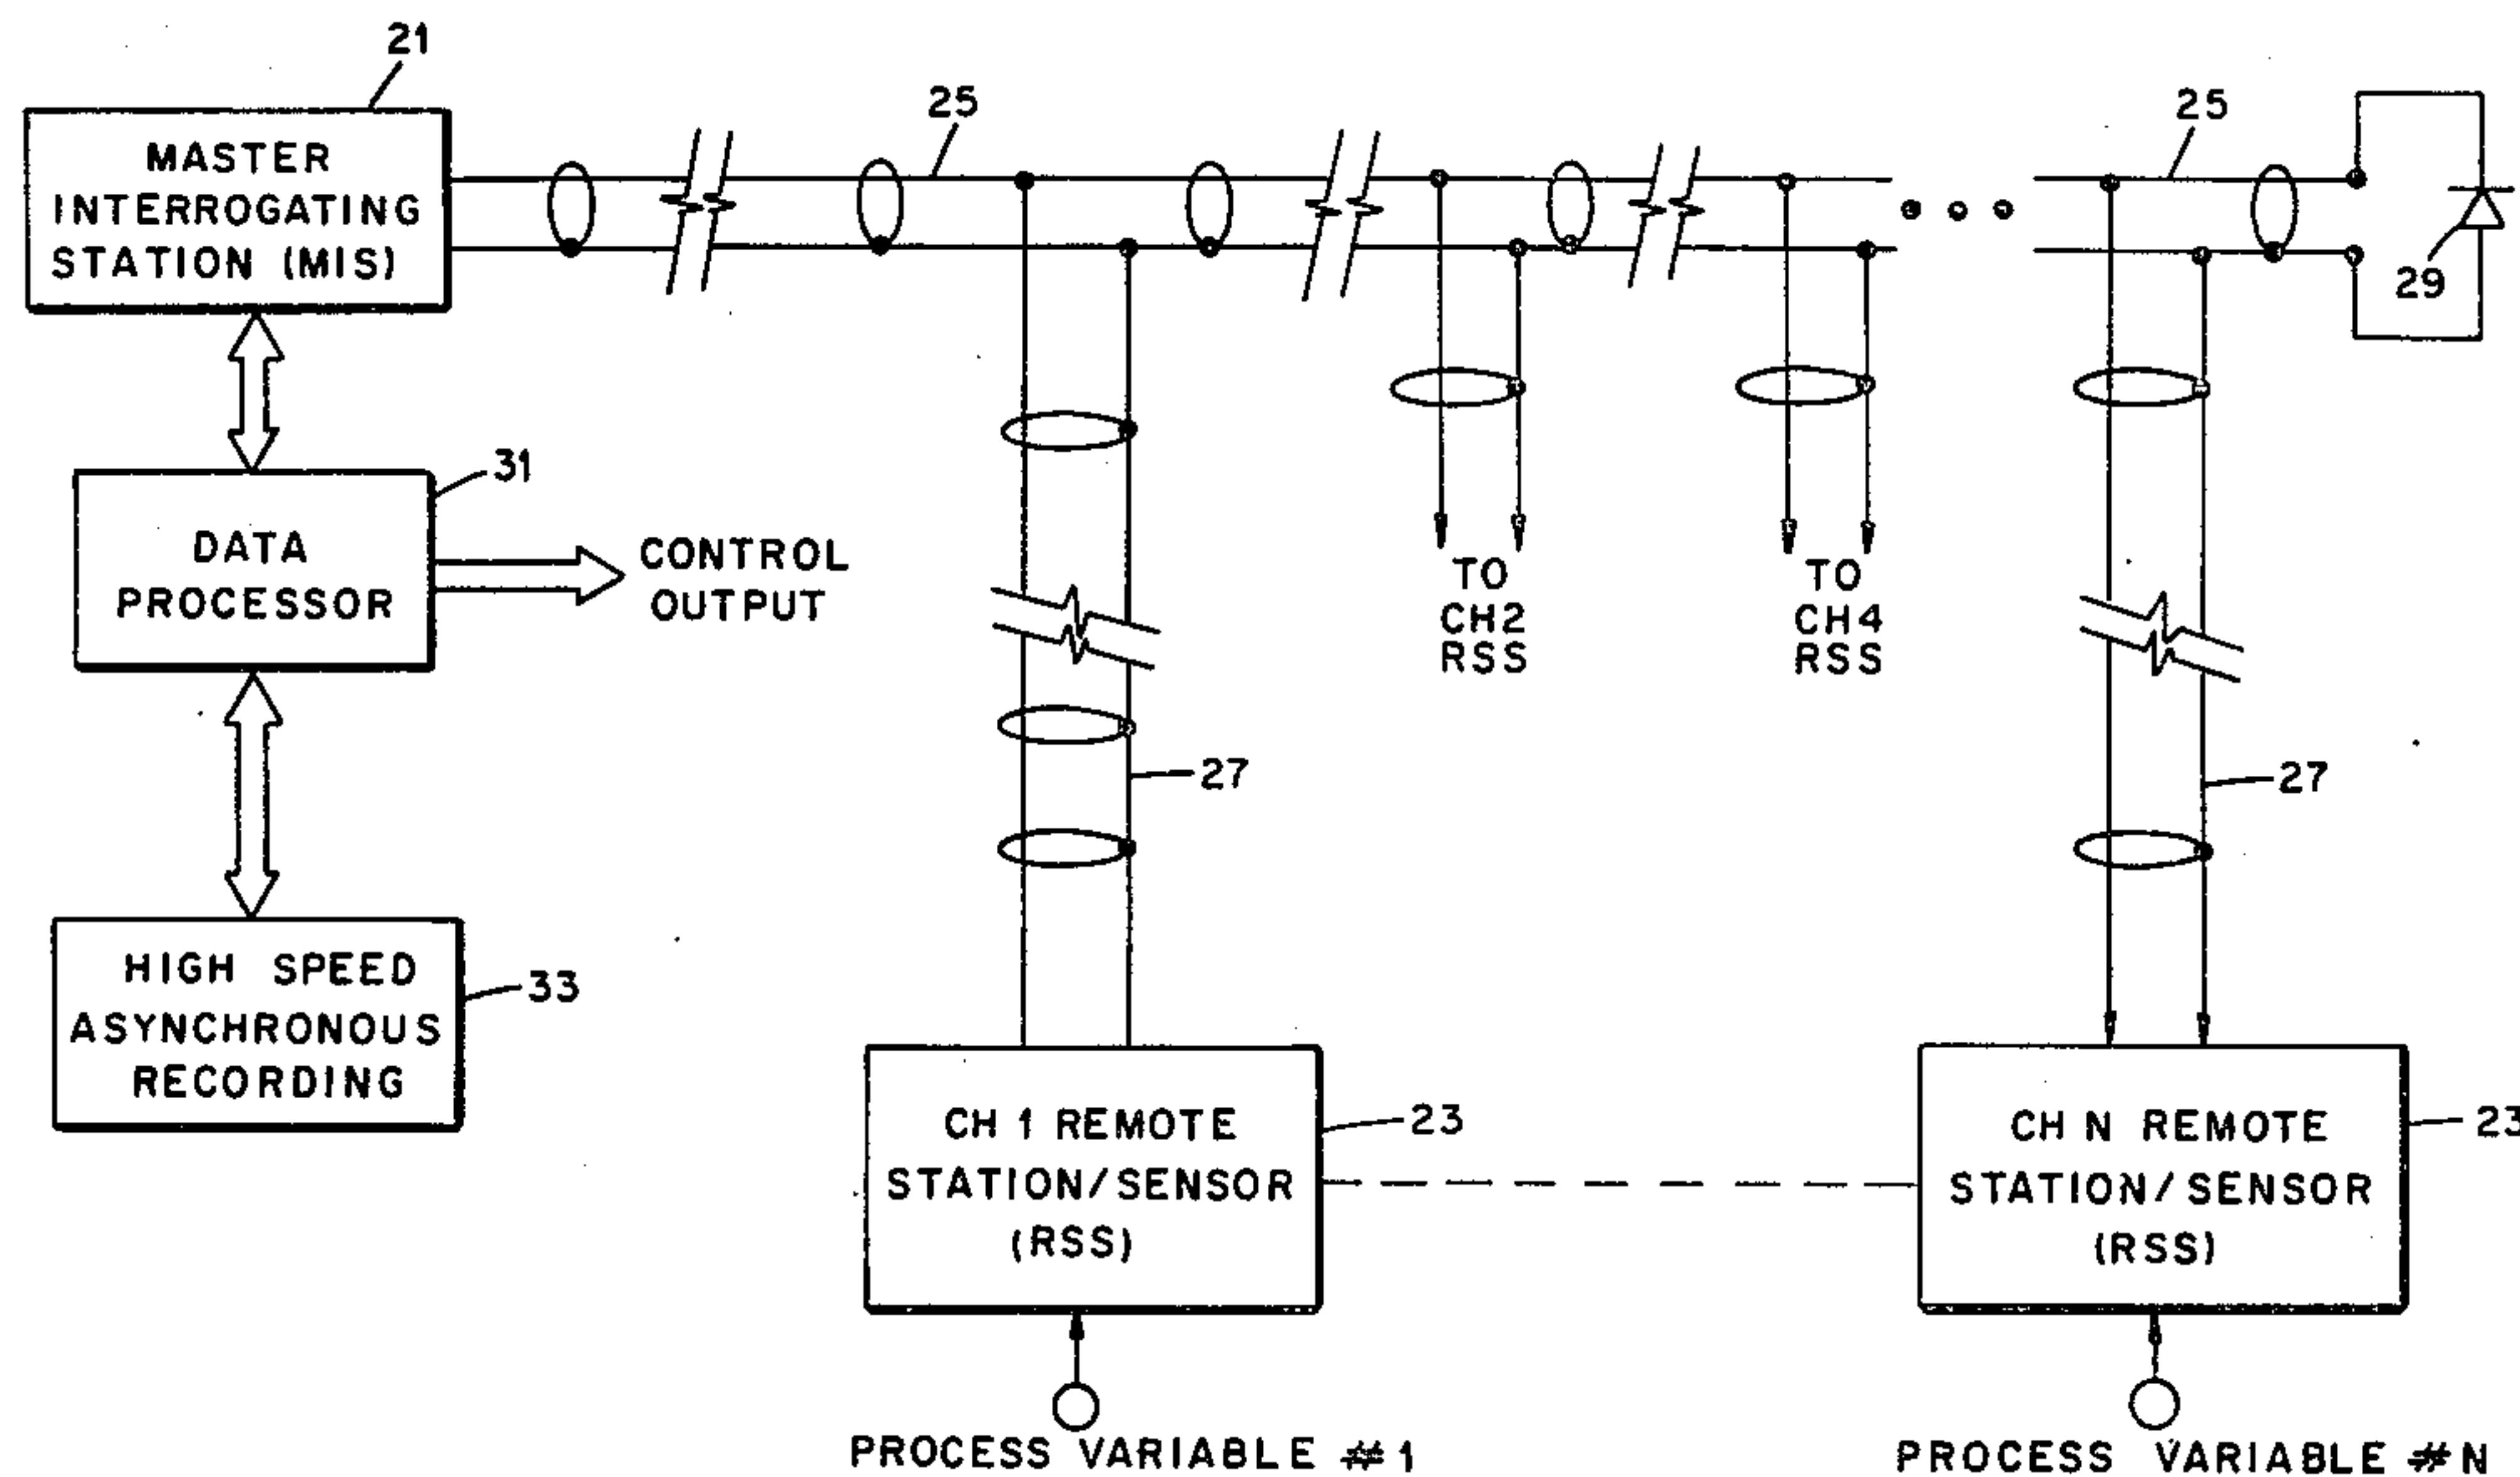 21
MASTER
INTERROGATING
STATION (MIS)
25
25
29
31
DATA
PROCESSOR
CONTROL
OUTPUT
TO
CH2
RSS
TO
CH4
RSS
27
27
33
HIGH SPEED
ASYNCHRONOUS
RECORDING
CH 1 REMOTE
STATION/SENSOR
(RSS)
23
CH N REMOTE
STATION/SENSOR
(RSS)
23
PROCESS VARIABLE #1
PROCESS VARIABLE #N